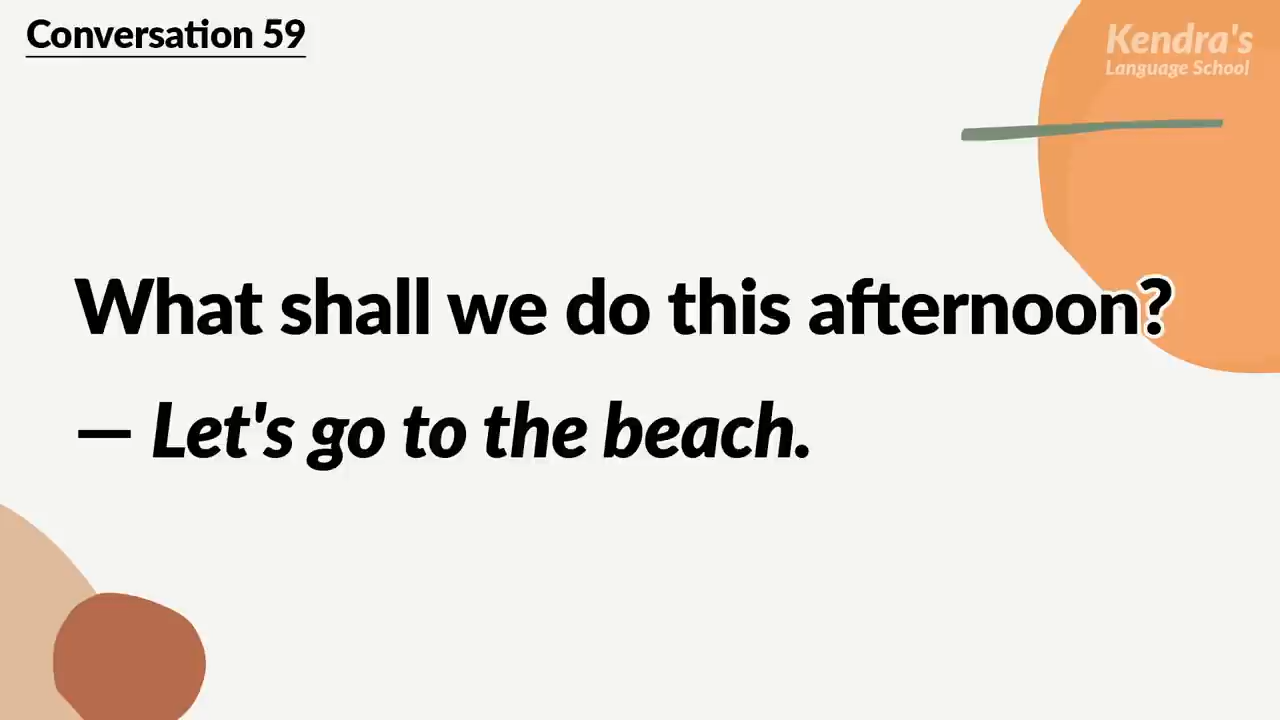 Conversation 59
Kendra's
Language School
What shall we do this afternoon?
— Let's go to the beach.